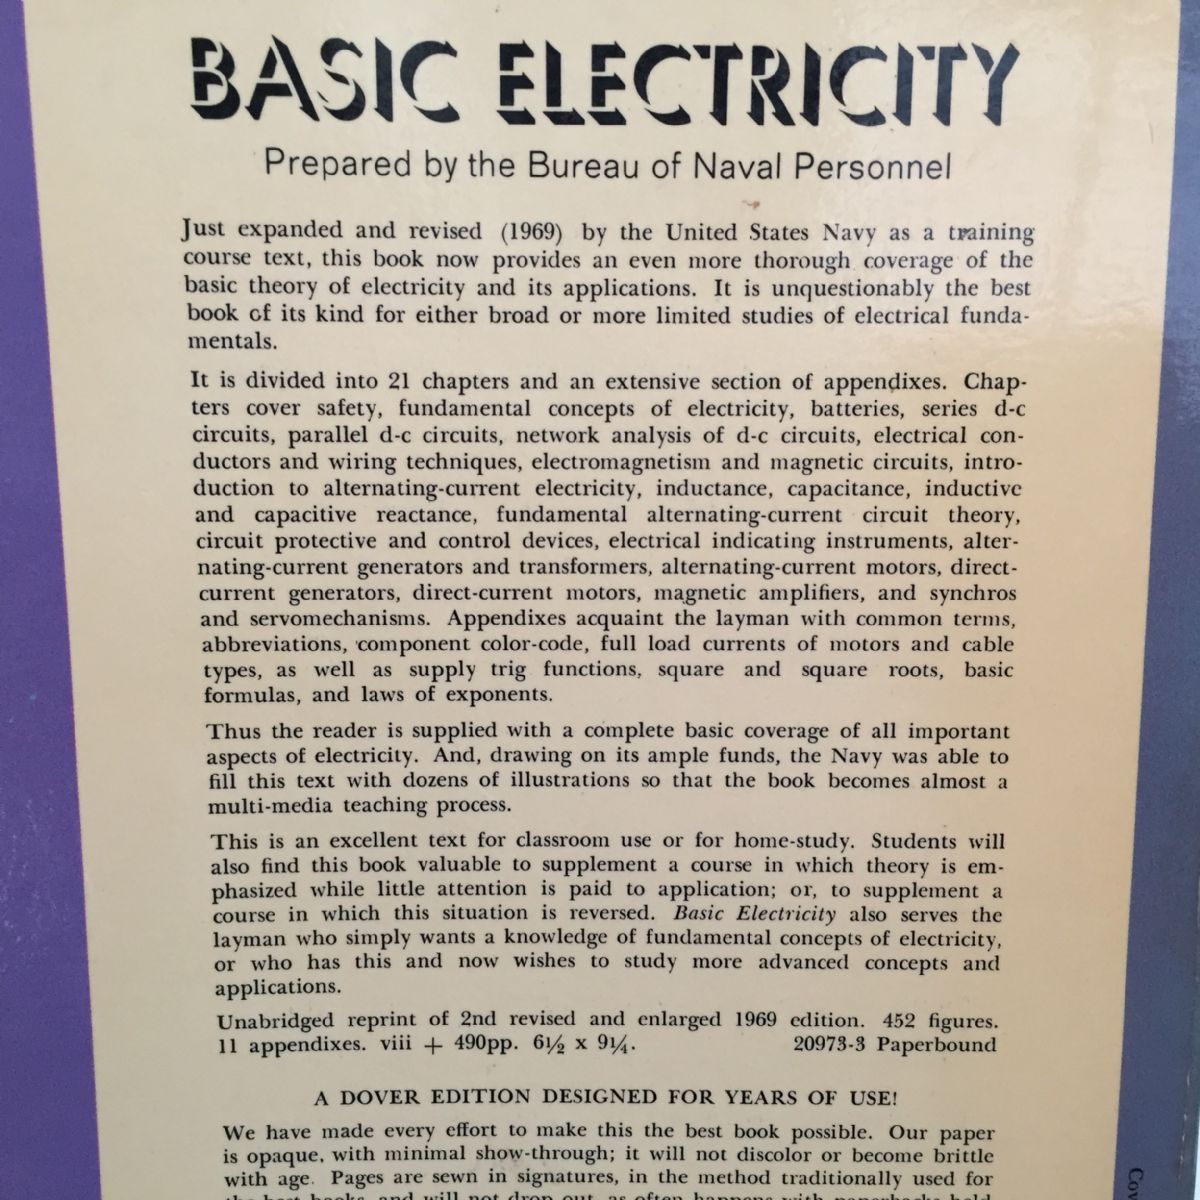 BASIC ELECTRICITY
Prepared by the Bureau of Naval Personnel
Just expanded and revised (1969) by the United States Navy as a training
course text, this book now provides an even more thorough coverage of the
basic theory of electricity and its applications. It is unquestionably the best
book of its kind for either broad or more limited studies of electrical funda-
mentals.
It is divided into 21 chapters and an extensive section of appendixes. Chap-
ters cover safety, fundamental concepts of electricity, batteries, series d-c
circuits, parallel d-c circuits, network analysis of d-c circuits, electrical con-
ductors and wiring techniques, electromagnetism and magnetic circuits, intro-
duction to alternating-current electricity, inductance, capacitance, inductive
and capacitive reactance, fundamental alternating-current circuit theory,
circuit protective and control devices, electrical indicating instruments, alter-
nating-current generators and transformers, alternating-current motors, direct-
current generators, direct-current motors, magnetic amplifiers, and synchros
and servomechanisms. Appendixes acquaint the layman with common terms,
abbreviations, component color-code, full load currents of motors and cable
types, as well as supply trig functions, square and square roots, basic
formulas, and laws of exponents.
Thus the reader is supplied with a complete basic coverage of all important
aspects of electricity. And, drawing on its ample funds, the Navy was able to
fill this text with dozens of illustrations so that the book becomes almost a
multi-media teaching process.
This is an excellent text for classroom use or for home-study. Students will
also find this book valuable to supplement a course in which theory is em-
phasized while little attention is paid to application; or, to supplement a
course in which this situation is reversed. Basic Electricity also serves the
layman who simply wants a knowledge of fundamental concepts of electricity,
or who has this and now wishes to study more advanced concepts and
applications.
Unabridged reprint of 2nd revised and enlarged 1969 edition. 452 figures.
11 appendixes. viii + 490pp. 6½ x 9¼. 20973-3 Paperbound
A DOVER EDITION DESIGNED FOR YEARS OF USE!
We have made every effort to make this the best book possible. Our paper
is opaque, with minimal show-through; it will not discolor or become brittle
with age. Pages are sewn in signatures, in the method traditionally used for
the best books, and will not drop out, as often happens with paperbacks held